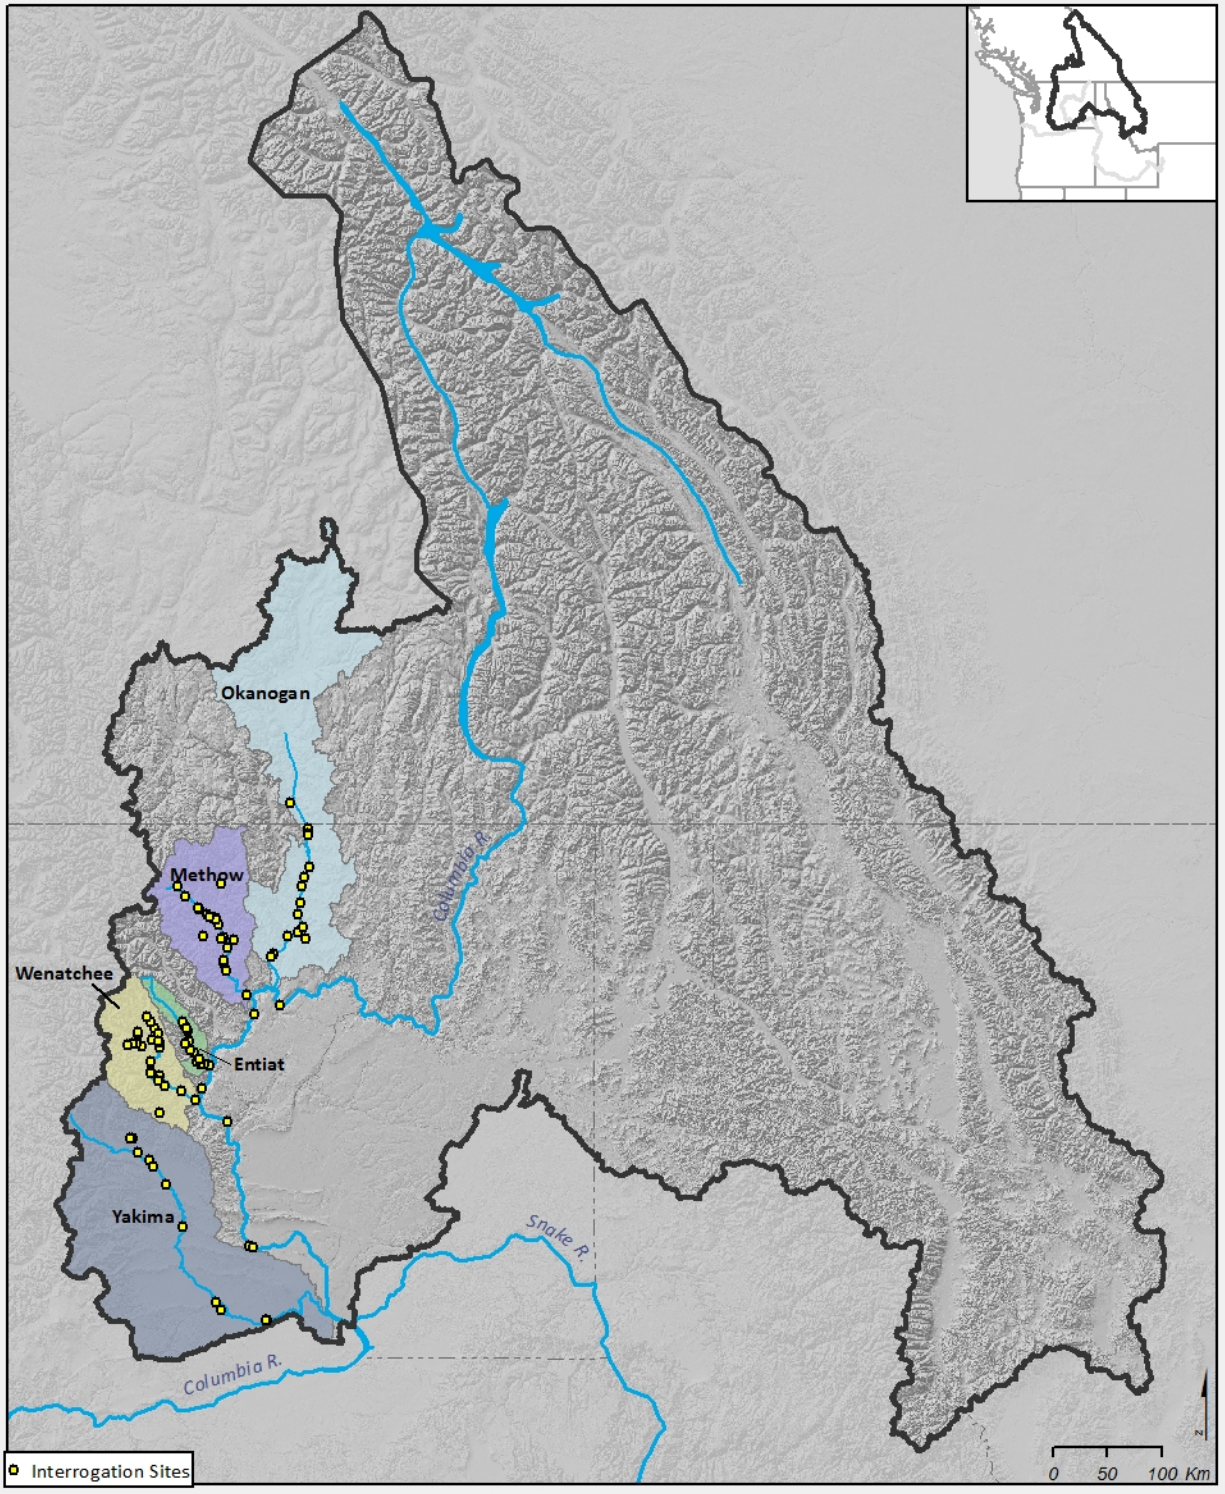 Okanogan
Columbia R.
Methow
Wenatchee
Entiat
Yakima
Snake R.
Columbia R.
z
Interrogation Sites
0 50 100 Km